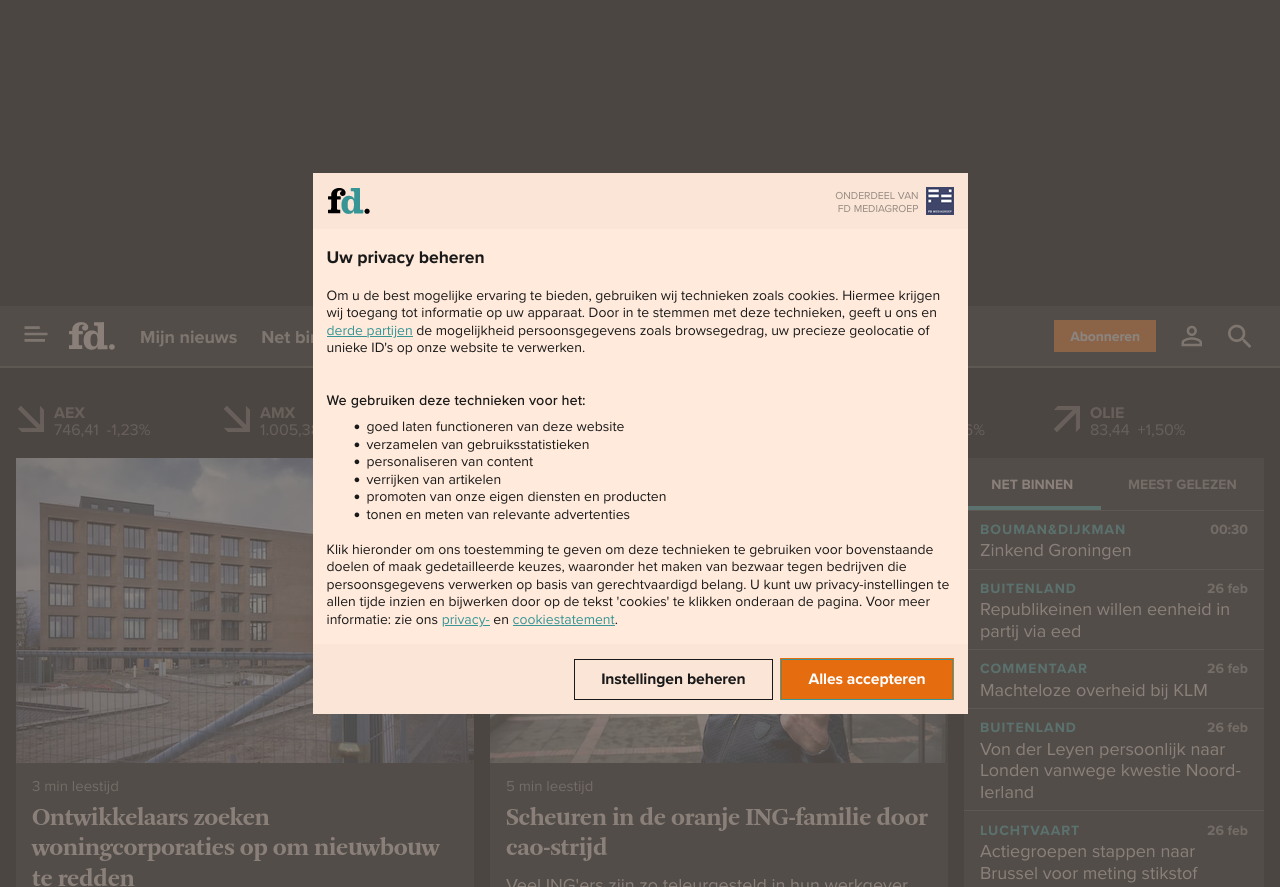 fd.
ONDERDEEL VAN
FD MEDIAGROEP
Uw privacy beheren
Om u de best mogelijke ervaring te bieden, gebruiken wij technieken zoals cookies. Hiermee krijgen
wij toegang tot informatie op uw apparaat. Door in te stemmen met deze technieken, geeft u ons en
derde partijen de mogelijkheid persoonsgegevens zoals browsegedrag, uw precieze geolocatie of
unieke ID's op onze website te verwerken.
We gebruiken deze technieken voor het:
goed laten functioneren van deze website
verzamelen van gebruiksstatistieken
personaliseren van content
verrijken van artikelen
promoten van onze eigen diensten en producten
tonen en meten van relevante advertenties
Klik hieronder om ons toestemming te geven om deze technieken te gebruiken voor bovenstaande
doelen of maak gedetailleerde keuzes, waaronder het maken van bezwaar tegen bedrijven die
persoonsgegevens verwerken op basis van gerechtvaardigd belang. U kunt uw privacy-instellingen te
allen tijde inzien en bijwerken door op de tekst 'cookies' te klikken onderaan de pagina. Voor meer
informatie: zie ons privacy- en cookiestatement.
Instellingen beheren
Alles accepteren
fd.
Mijn nieuws
Net
Abonneren
AEX
746,41 -1,23%
AMX
OLIE
83,44 +1,50%
3 min leestijd
Ontwikkelaars zoeken
woningcorporaties op om nieuwbouw
te redden
5 min leestijd
Scheuren in de oranje ING-familie door
cao-strijd
Veel ING'ers zijn zo teleurgesteld in hun werkgever
NET BINNEN
MEEST GELEZEN
BOUMAN&DIJKMAN 00:30
Zinkend Groningen
BUITENLAND 26 feb
Republikeinen willen eenheid in
partij via eed
COMMENTAAR 26 feb
Machteloze overheid bij KLM
BUITENLAND 26 feb
Von der Leyen persoonlijk naar
Londen vanwege kwestie Noord-
Ierland
LUCHTVAART 26 feb
Actiegroepen stappen naar
Brussel voor meting stikstof